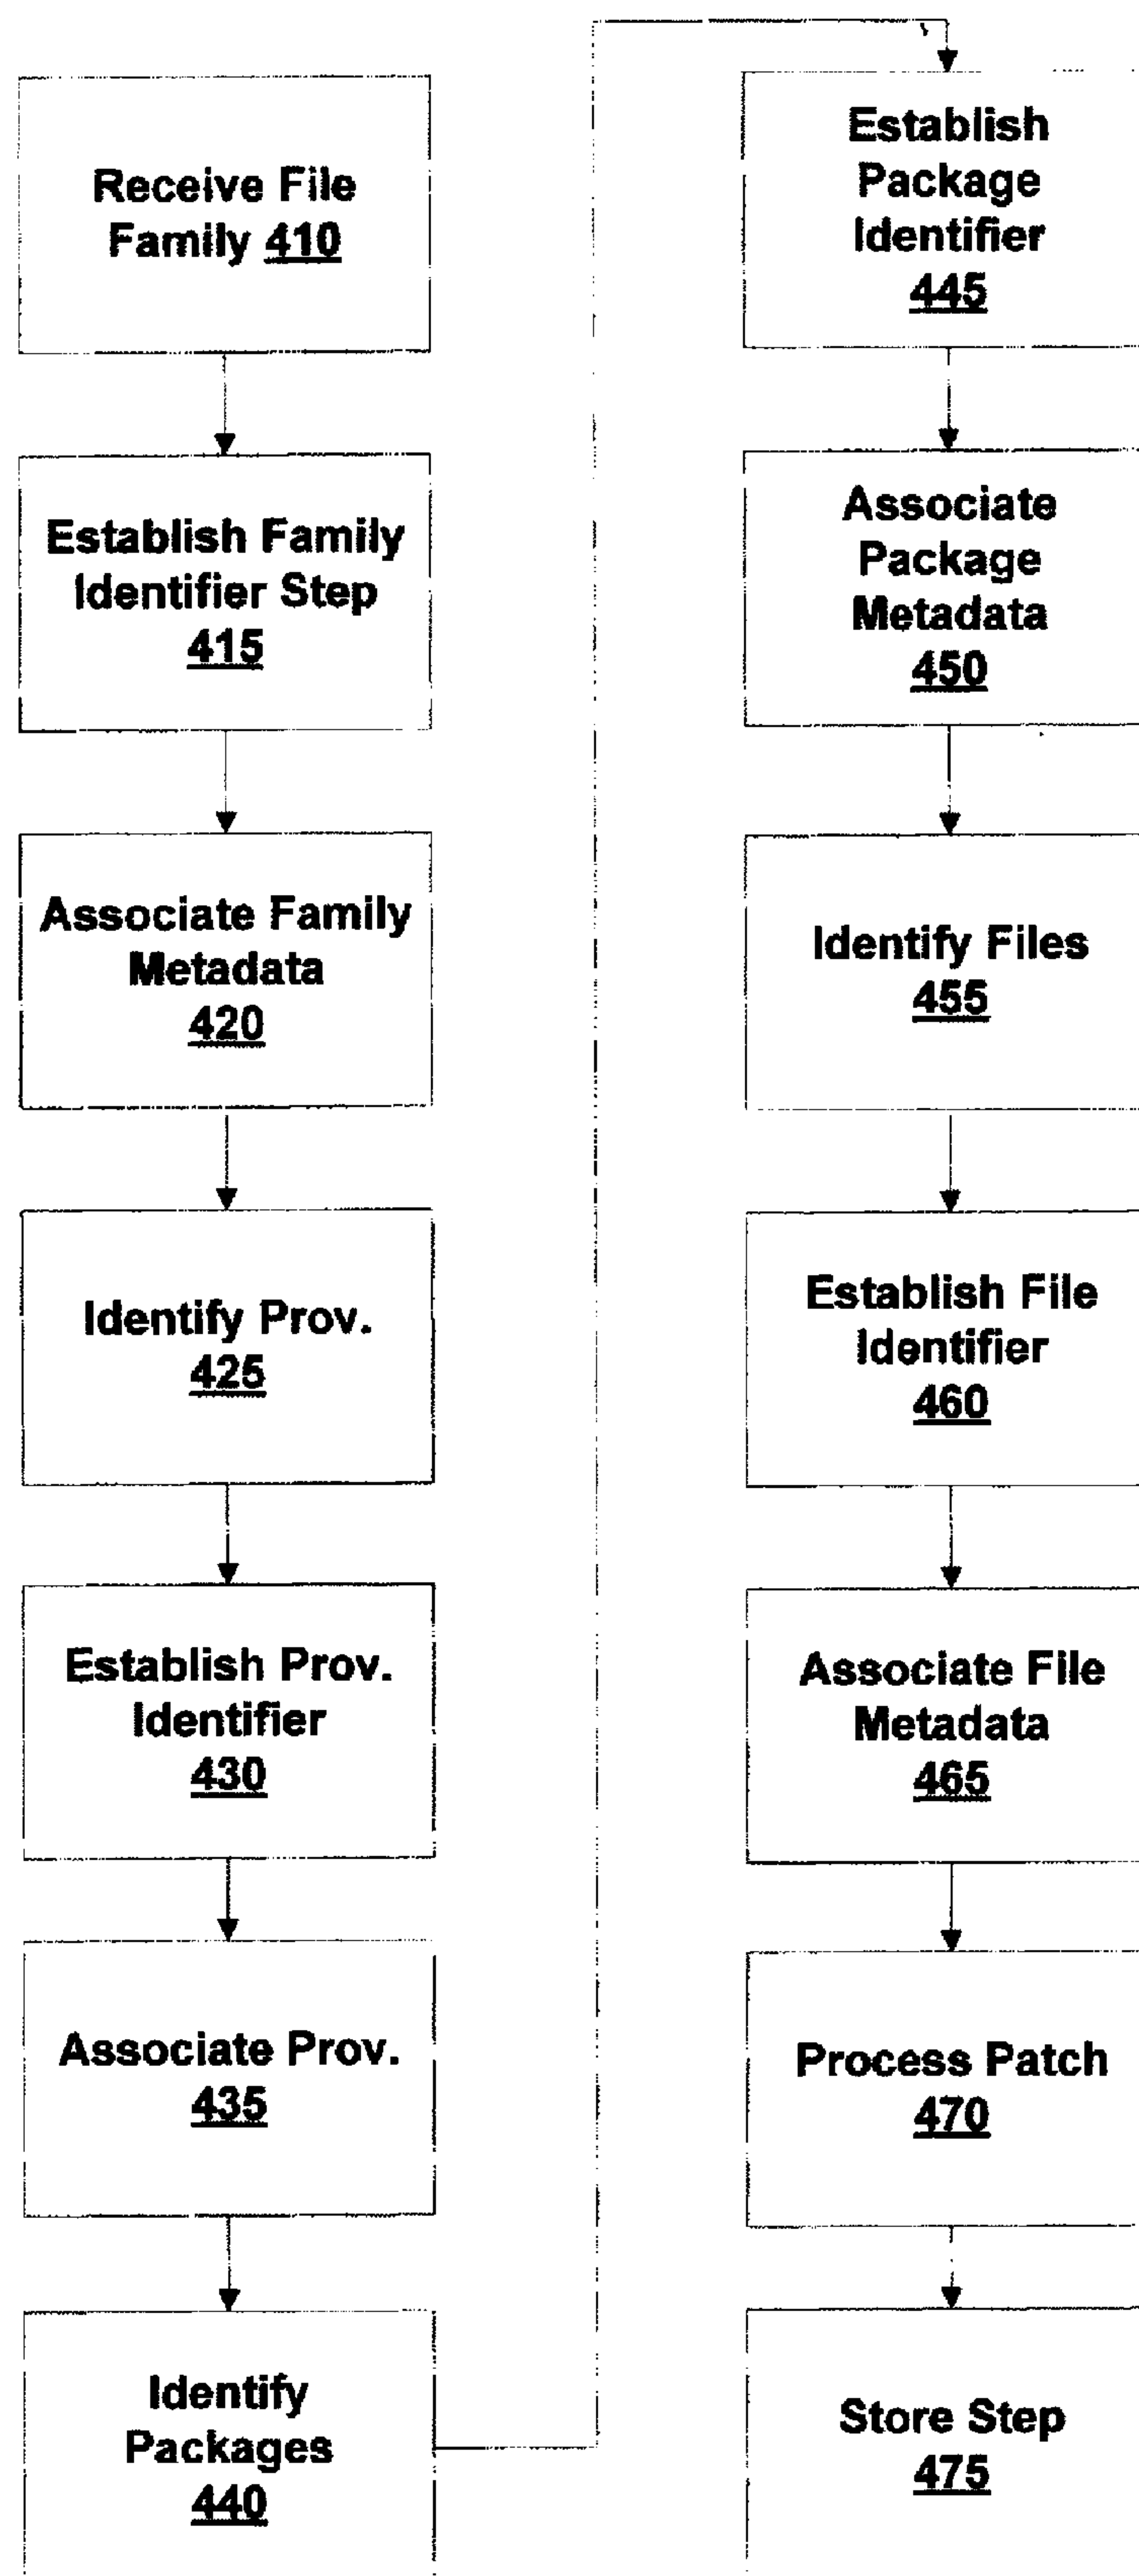 Receive File
Family 410
Establish Family
Identifier Step
415
Associate Family
Metadata
420
Identify Prov.
425
Establish Prov.
Identifier
430
Associate Prov.
435
Identify
Packages
440
Establish
Package
Identifier
445
Associate
Package
Metadata
450
Identify Files
455
Establish File
Identifier
460
Associate File
Metadata
465
Process Patch
470
Store Step
475